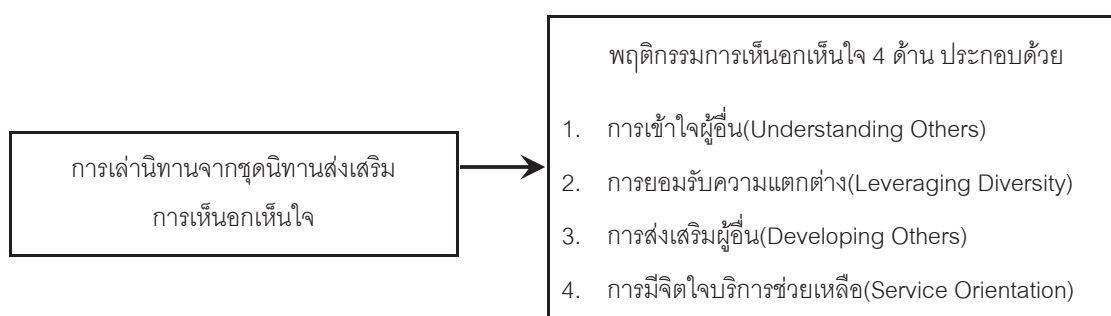 การเล่านิทานจากชุดนิทานส่งเสริม
การเห็นอกเห็นใจ
พฤติกรรมการเห็นอกเห็นใจ 4 ด้าน ประกอบด้วย
1. การเข้าใจผู้อื่น(Understanding Others)
2. การยอมรับความแตกต่าง(Leveraging Diversity)
3. การส่งเสริมผู้อื่น(Developing Others)
4. การมีจิตใจบริการช่วยเหลือ(Service Orientation)